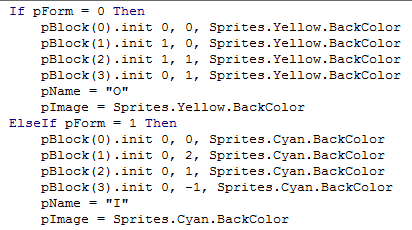 If pForm = 0 Then
    pBlock(0).init 0, 0, Sprites.Yellow.BackColor
    pBlock(1).init 1, 0, Sprites.Yellow.BackColor
    pBlock(2).init 1, 1, Sprites.Yellow.BackColor
    pBlock(3).init 0, 1, Sprites.Yellow.BackColor
    pName = "O"
    pImage = Sprites.Yellow.BackColor
ElseIf pForm = 1 Then
    pBlock(0).init 0, 0, Sprites.Cyan.BackColor
    pBlock(1).init 0, 2, Sprites.Cyan.BackColor
    pBlock(2).init 0, 1, Sprites.Cyan.BackColor
    pBlock(3).init 0, -1, Sprites.Cyan.BackColor
    pName = "I"
    pImage = Sprites.Cyan.BackColor